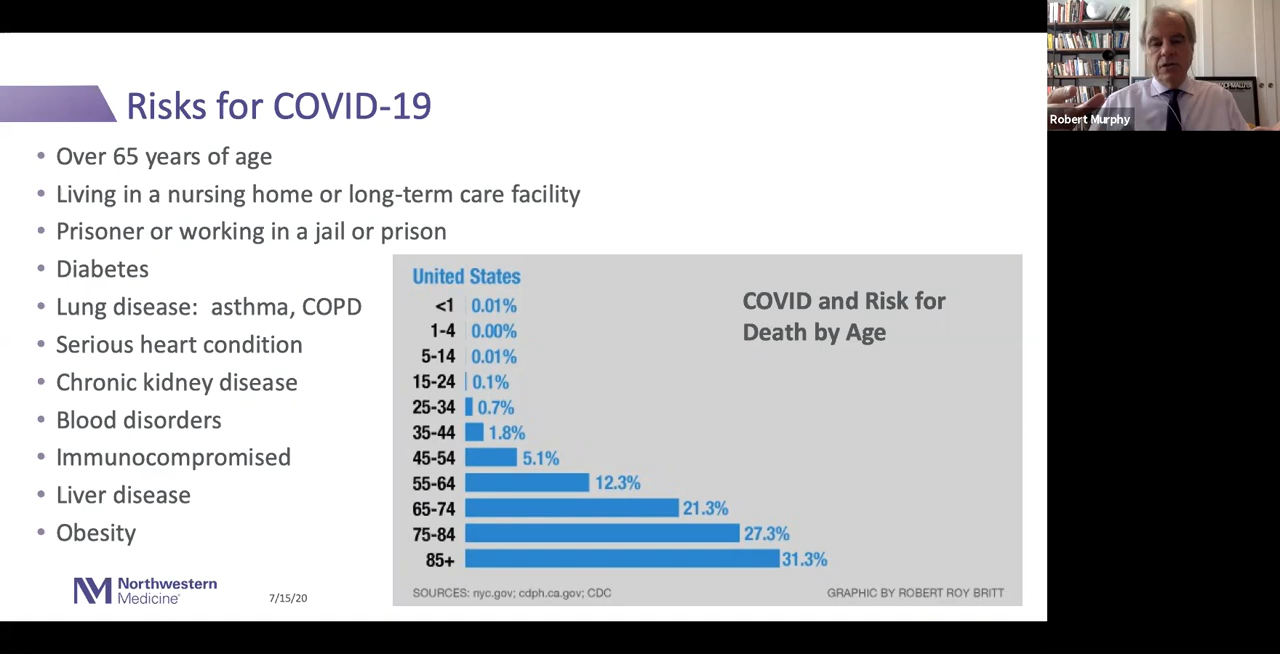 Risks for COVID-19
• Over 65 years of age
• Living in a nursing home or long-term care facility
• Prisoner or working in a jail or prison
• Diabetes
• Lung disease:  asthma, COPD
• Serious heart condition
• Chronic kidney disease
• Blood disorders
• Immunocompromised
• Liver disease
• Obesity
United States
COVID and Risk for
Death by Age
<1 0.01%
1-4 0.00%
5-14 0.01%
15-24 0.1%
25-34 0.7%
35-44 1.8%
45-54 5.1%
55-64 12.3%
65-74 21.3%
75-84 27.3%
85+ 31.3%
SOURCES: nyc.gov; cdph.ca.gov; CDC
GRAPHIC BY ROBERT ROY BRITT
NM Northwestern
Medicine®
7/15/20
Robert Murphy